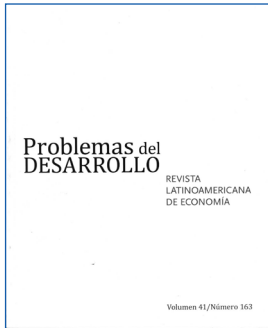 Problemas del
DESARROLLO
REVISTA
LATINOAMERICANA
DE ECONOMÍA
Volumen 41/Número 163